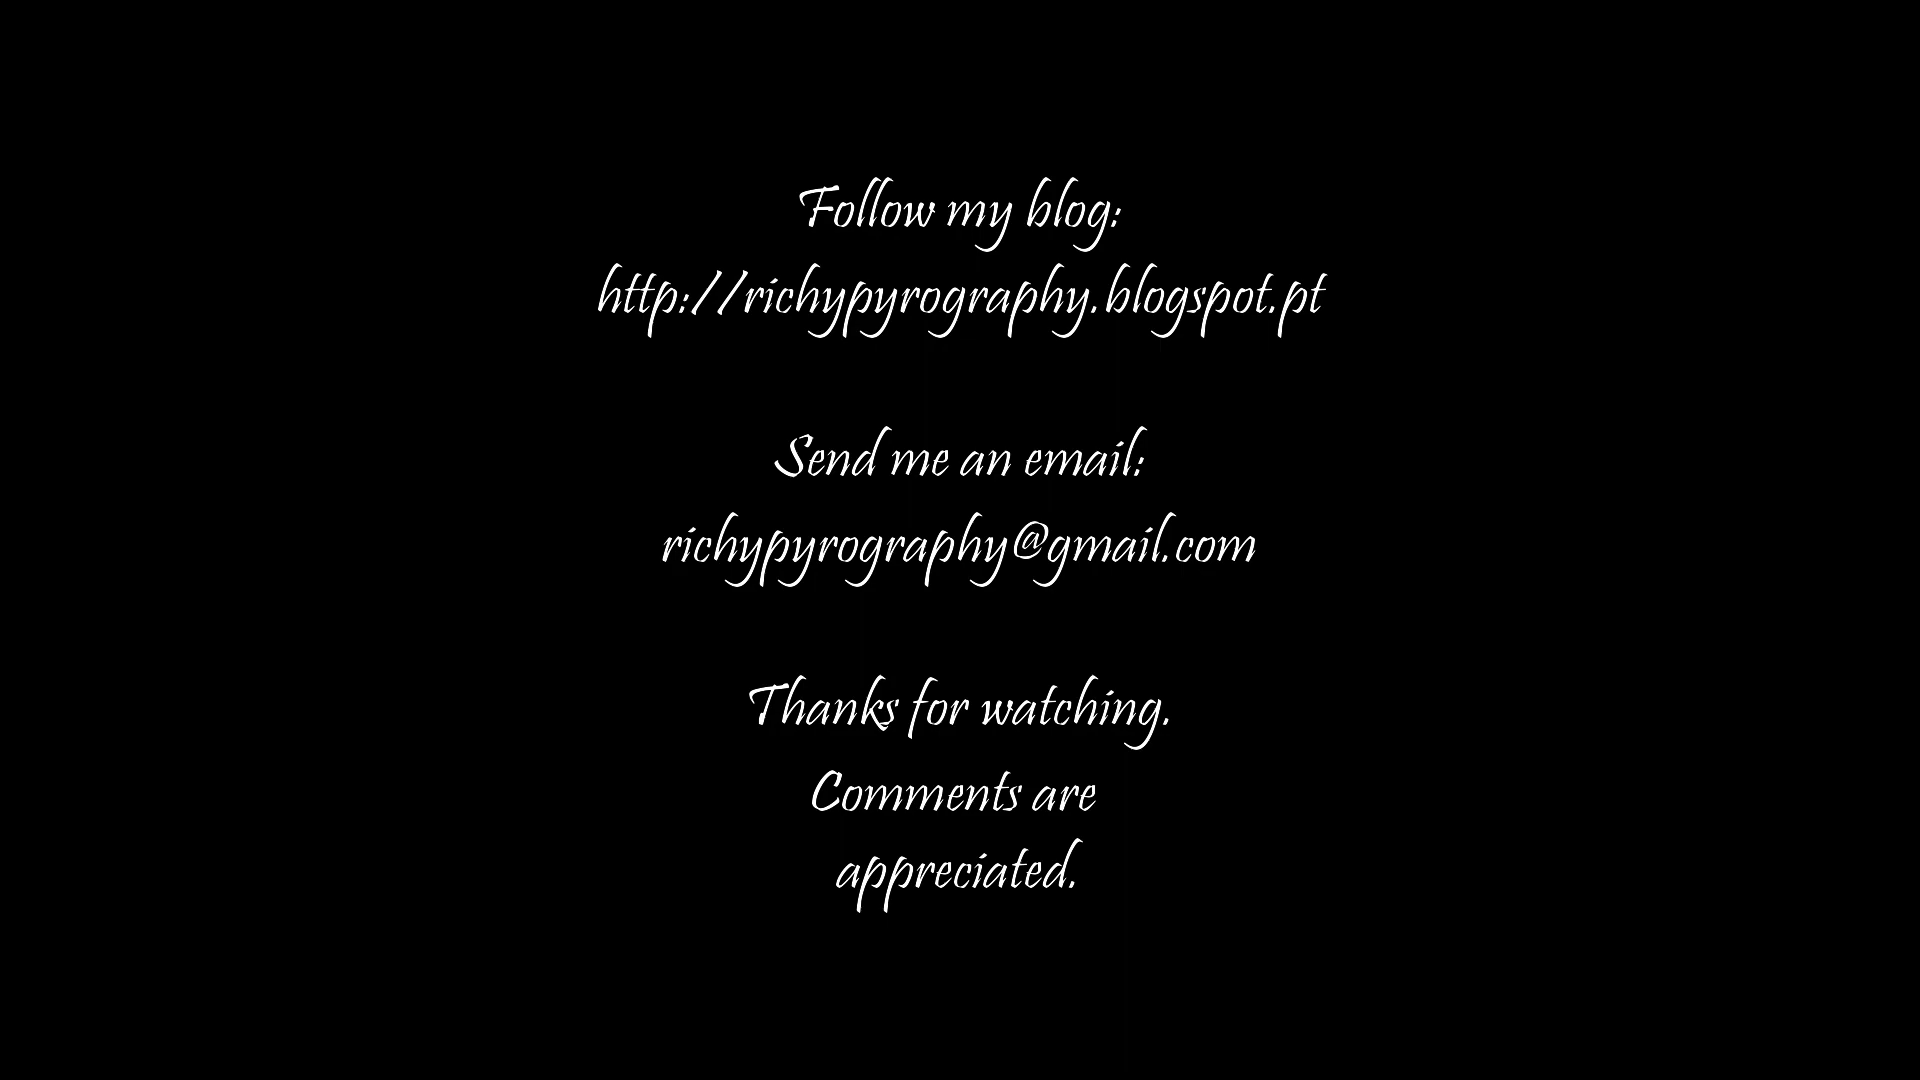 Follow my blog:
http://richypyrography.blogspot.pt
Send me an email:
richypyrography@gmail.com
Thanks for watching.
Comments are
appreciated.